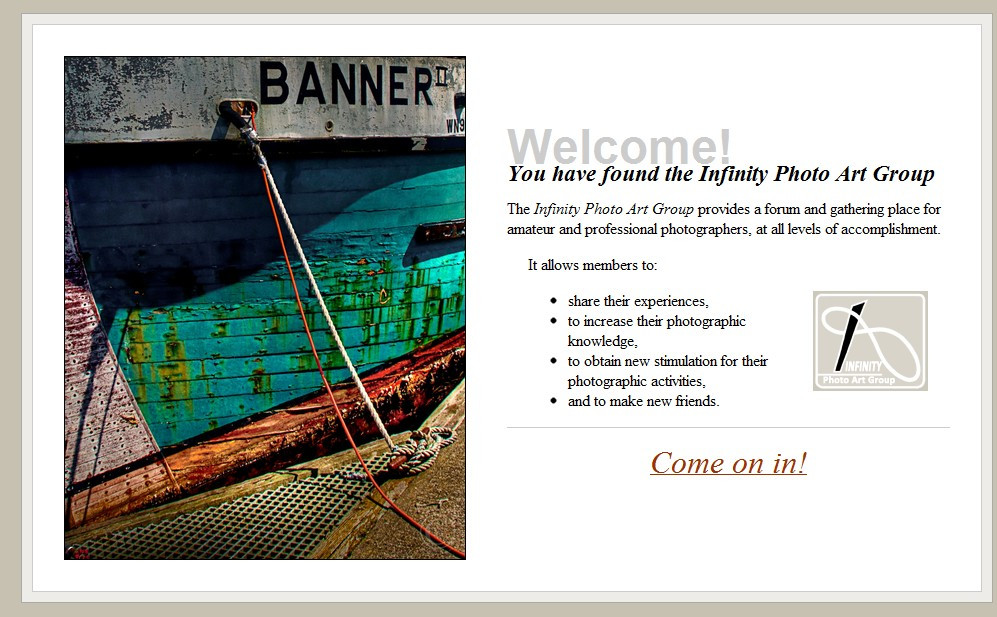 BANNER II
WN9
Welcome!
You have found the Infinity Photo Art Group
The Infinity Photo Art Group provides a forum and gathering place for
amateur and professional photographers, at all levels of accomplishment.
It allows members to:
share their experiences,
to increase their photographic
knowledge,
to obtain new stimulation for their
photographic activities,
and to make new friends.
INFINITY
Photo Art Group
Come on in!